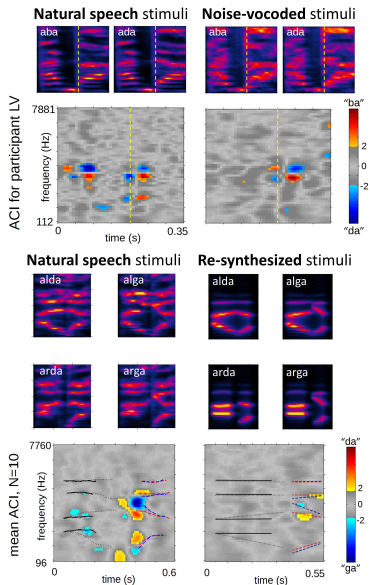 Natural speech stimuli
Noise-vocoded stimuli
aba
ada
aba
ada
ACI for participant LV
frequency (Hz)
7881
112
0
time (s)
0.35
"ba"
2
-2
"da"
Natural speech stimuli
Re-synthesized stimuli
alda
alga
alda
alga
arda
arga
arda
arga
mean ACI, N=10
frequency (Hz)
7760
96
0
time (s)
0.6
0
time (s)
0.55
"da"
2
-2
"ga"